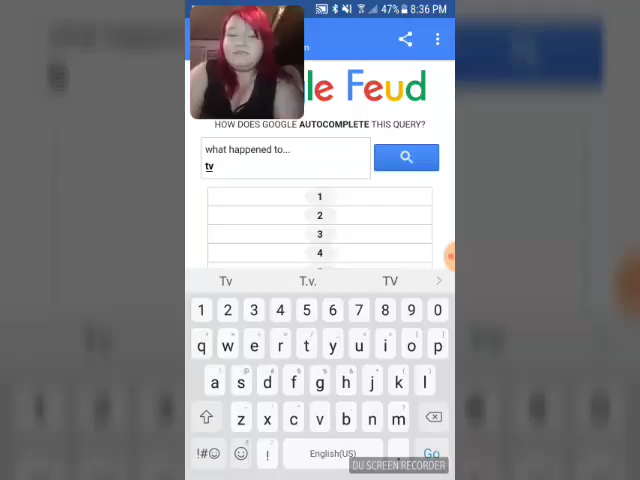 47% 8:36 PM
le Feud
HOW DOES GOOGLE AUTOCOMPLETE THIS QUERY?
what happened to...
tv
1
2
3
4
Tv T.v. TV
1 2 3 4 5 6 7 8 9 0
q w e r t y u i o p
a s d f g h j k l
z x c v b n m
!#☺ ! English(US) . Go
DU SCREEN RECORDER